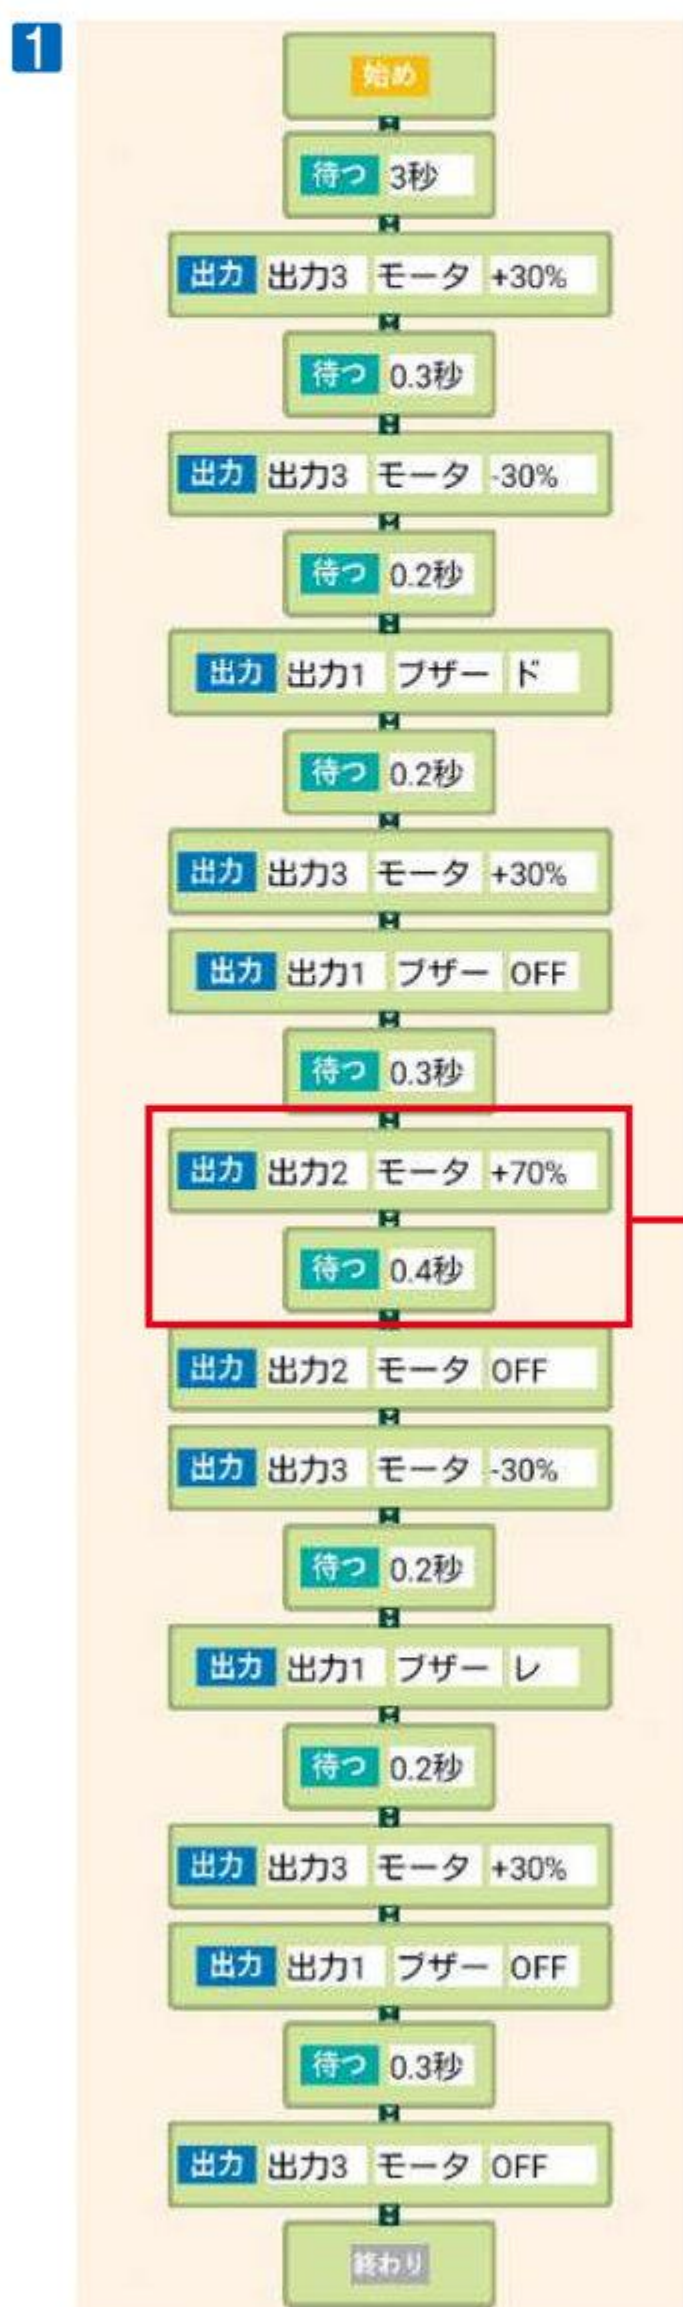 1
始め
待つ 3秒
出力 出力3 モータ +30%
待つ 0.3秒
出力 出力3 モータ -30%
待つ 0.2秒
出力 出力1 ブザー ド
待つ 0.2秒
出力 出力3 モータ +30%
出力 出力1 ブザー OFF
待つ 0.3秒
出力 出力2 モータ +70%
待つ 0.4秒
出力 出力2 モータ OFF
出力 出力3 モータ -30%
待つ 0.2秒
出力 出力1 ブザー レ
待つ 0.2秒
出力 出力3 モータ +30%
出力 出力1 ブザー OFF
待つ 0.3秒
出力 出力3 モータ OFF
終わり